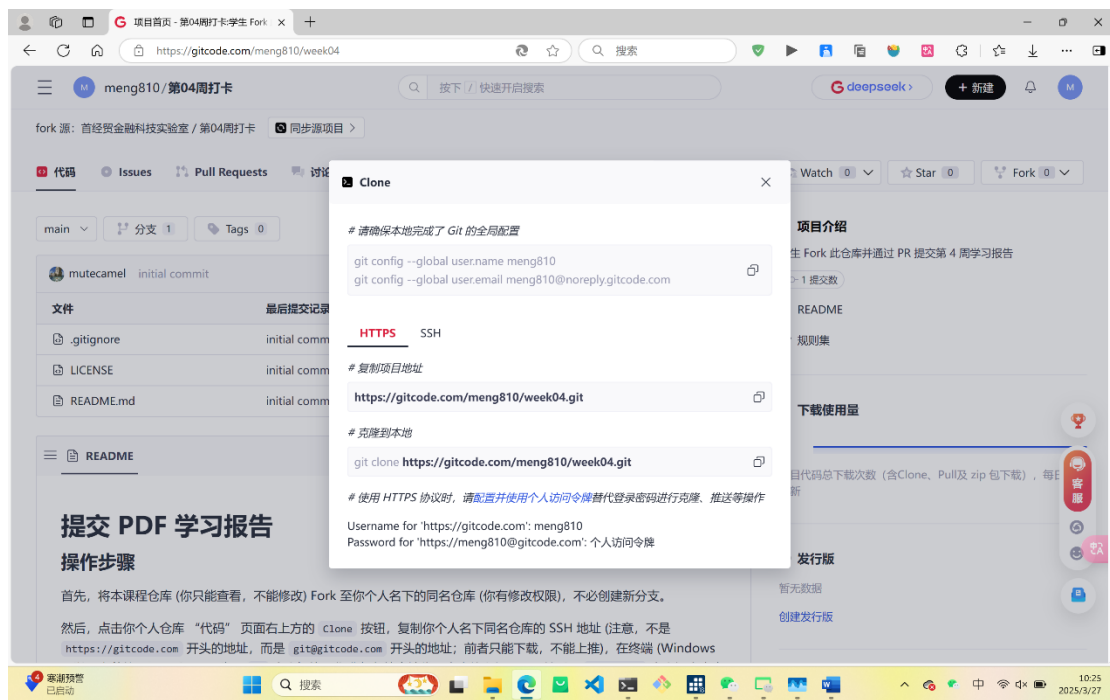 项目首页 - 第04周打卡:学生 Fork
https://gitcode.com/meng810/week04
搜索
M
meng810/第04周打卡
按下 / 快速开启搜索
deepseek
+ 新建
M
fork 源：首经贸金融科技实验室 / 第04周打卡
同步源项目
代码
Issues
Pull Requests
讨论
Watch 0
Star 0
Fork 0
main
分支 1
Tags 0
mutecamel initial commit
文件
最后提交记录
.gitignore
initial comm
LICENSE
initial comm
README.md
initial comm
README
提交 PDF 学习报告
操作步骤
首先，将本课程仓库 (你只能查看，不能修改) Fork 至你个人名下的同名仓库 (你有修改权限)，不必创建新分支。
然后，点击你个人仓库 “代码” 页面右上方的 Clone 按钮，复制你个人名下同名仓库的 SSH 地址 (注意，不是
https://gitcode.com 开头的地址，而是 git@gitcode.com 开头的地址；前者只能下载，不能上推)，在终端 (Windows
Clone
# 请确保本地完成了 Git 的全局配置
git config --global user.name meng810
git config --global user.email meng810@noreply.gitcode.com
HTTPS
SSH
# 复制项目地址
https://gitcode.com/meng810/week04.git
# 克隆到本地
git clone https://gitcode.com/meng810/week04.git
# 使用 HTTPS 协议时，请配置并使用个人访问令牌替代登录密码进行克隆、推送等操作
Username for 'https://gitcode.com': meng810
Password for 'https://meng810@gitcode.com': 个人访问令牌
项目介绍
生 Fork 此仓库并通过 PR 提交第 4 周学习报告
1 提交数
README
规则集
下载使用量
目代码总下载次数（含Clone、Pull及 zip 包下载），每日
新
客服
发行版
暂无数据
创建发行版
4
寒潮预警
已启动
搜索
中
10:25
2025/3/27